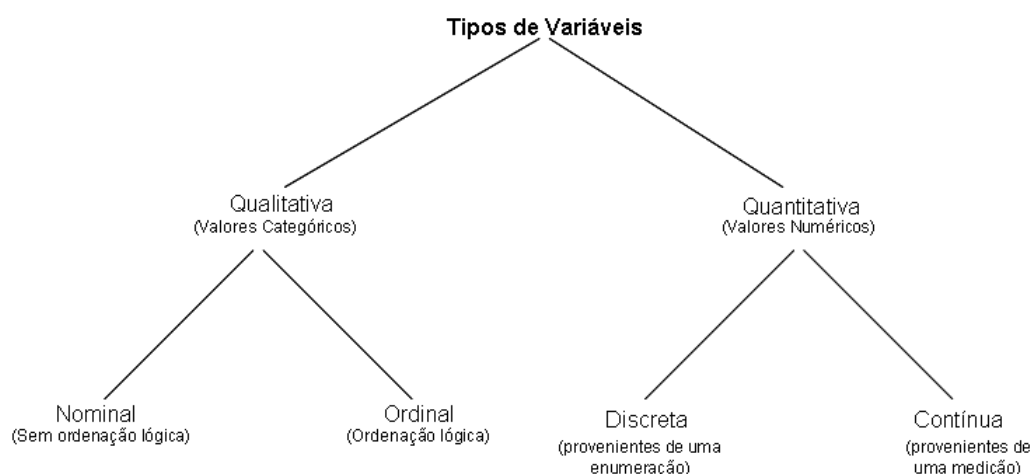 Tipos de Variáveis
Qualitativa
(Valores Categóricos)
Quantitativa
(Valores Numéricos)
Nominal
(Sem ordenação lógica)
Ordinal
(Ordenação lógica)
Discreta
(provenientes de uma
enumeração)
Contínua
(provenientes de
uma medição)